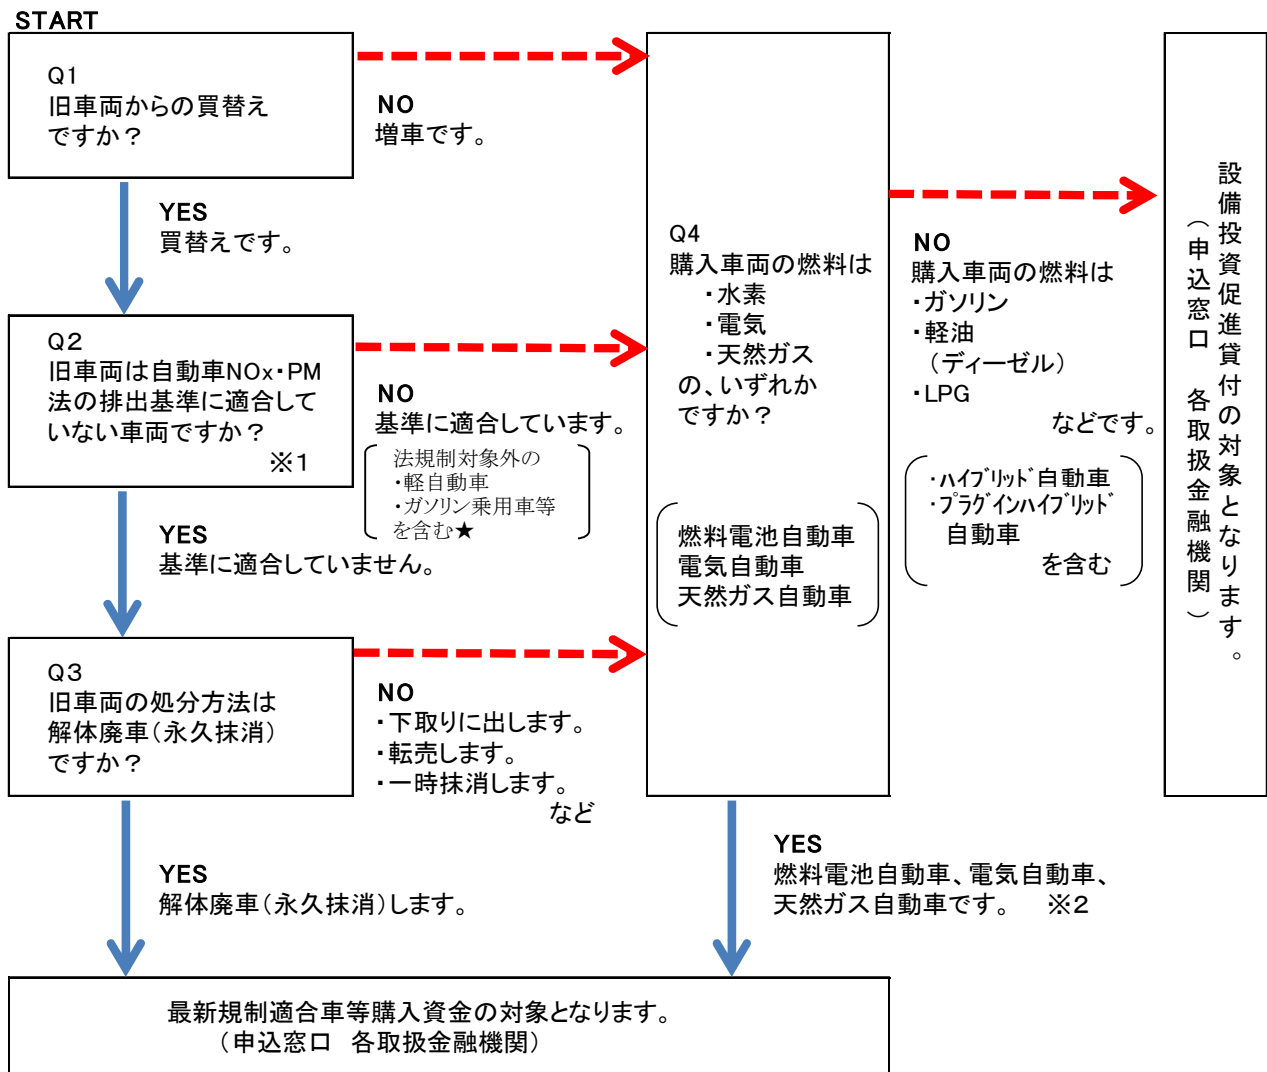 START
Q1
旧車両からの買替え
ですか？
NO
増車です。
YES
買替えです。
Q2
旧車両は自動車NOx・PM
法の排出基準に適合して
いない車両ですか？
※1
NO
基準に適合しています。
法規制対象外の
・軽自動車
・ガソリン乗用車等
を含む★
YES
基準に適合していません。
Q3
旧車両の処分方法は
解体廃車（永久抹消）
ですか？
NO
・下取りに出します。
・転売します。
・一時抹消します。
など
YES
解体廃車（永久抹消）します。
Q4
購入車両の燃料は
・水素
・電気
・天然ガス
の、いずれか
ですか？
燃料電池自動車
電気自動車
天然ガス自動車
NO
購入車両の燃料は
・ガソリン
・軽油
（ディーゼル）
・LPG
などです。
・ﾊｲﾌﾞﾘｯﾄﾞ自動車
・ﾌﾟﾗｸﾞｲﾝﾊｲﾌﾞﾘｯﾄﾞ
自動車
を含む
YES
燃料電池自動車、電気自動車、
天然ガス自動車です。　※2
設備投資促進貸付の対象となります。
（申込窓口　各取扱金融機関）
最新規制適合車等購入資金の対象となります。
（申込窓口　各取扱金融機関）